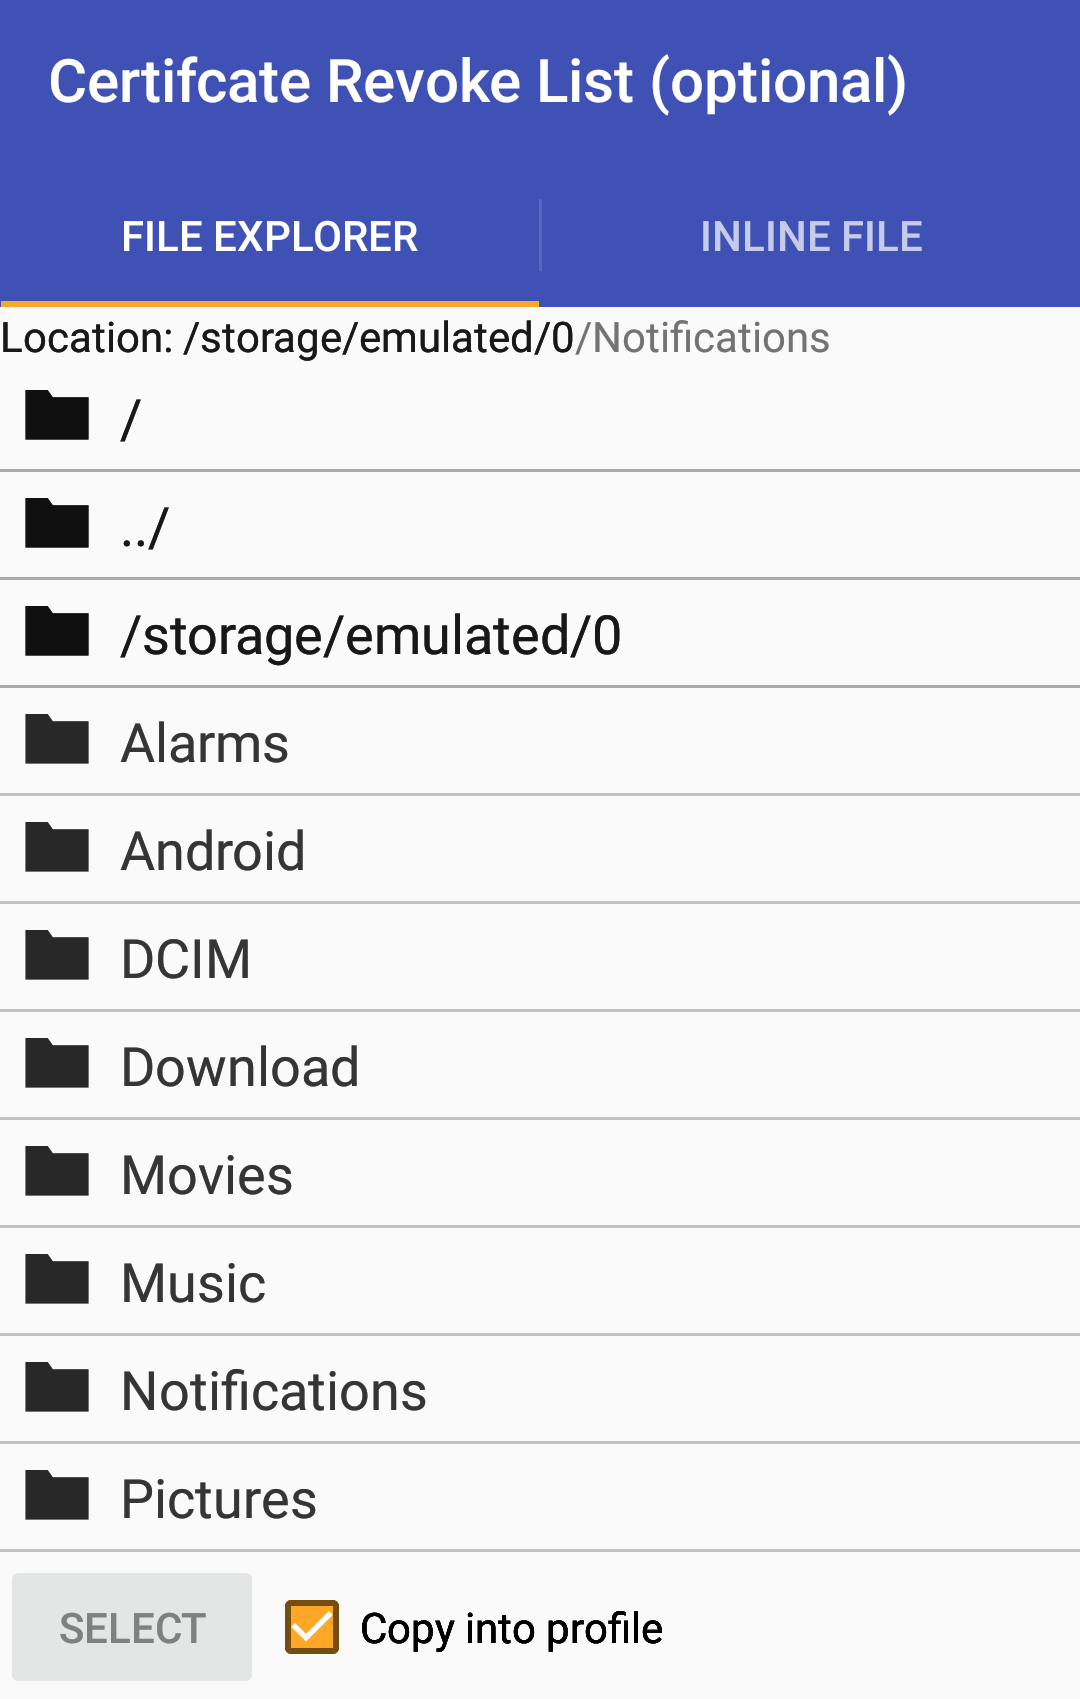 Certifcate Revoke List (optional)
FILE EXPLORER
INLINE FILE
Location: /storage/emulated/0/Notifications
/
../
/storage/emulated/0
Alarms
Android
DCIM
Download
Movies
Music
Notifications
Pictures
SELECT
Copy into profile